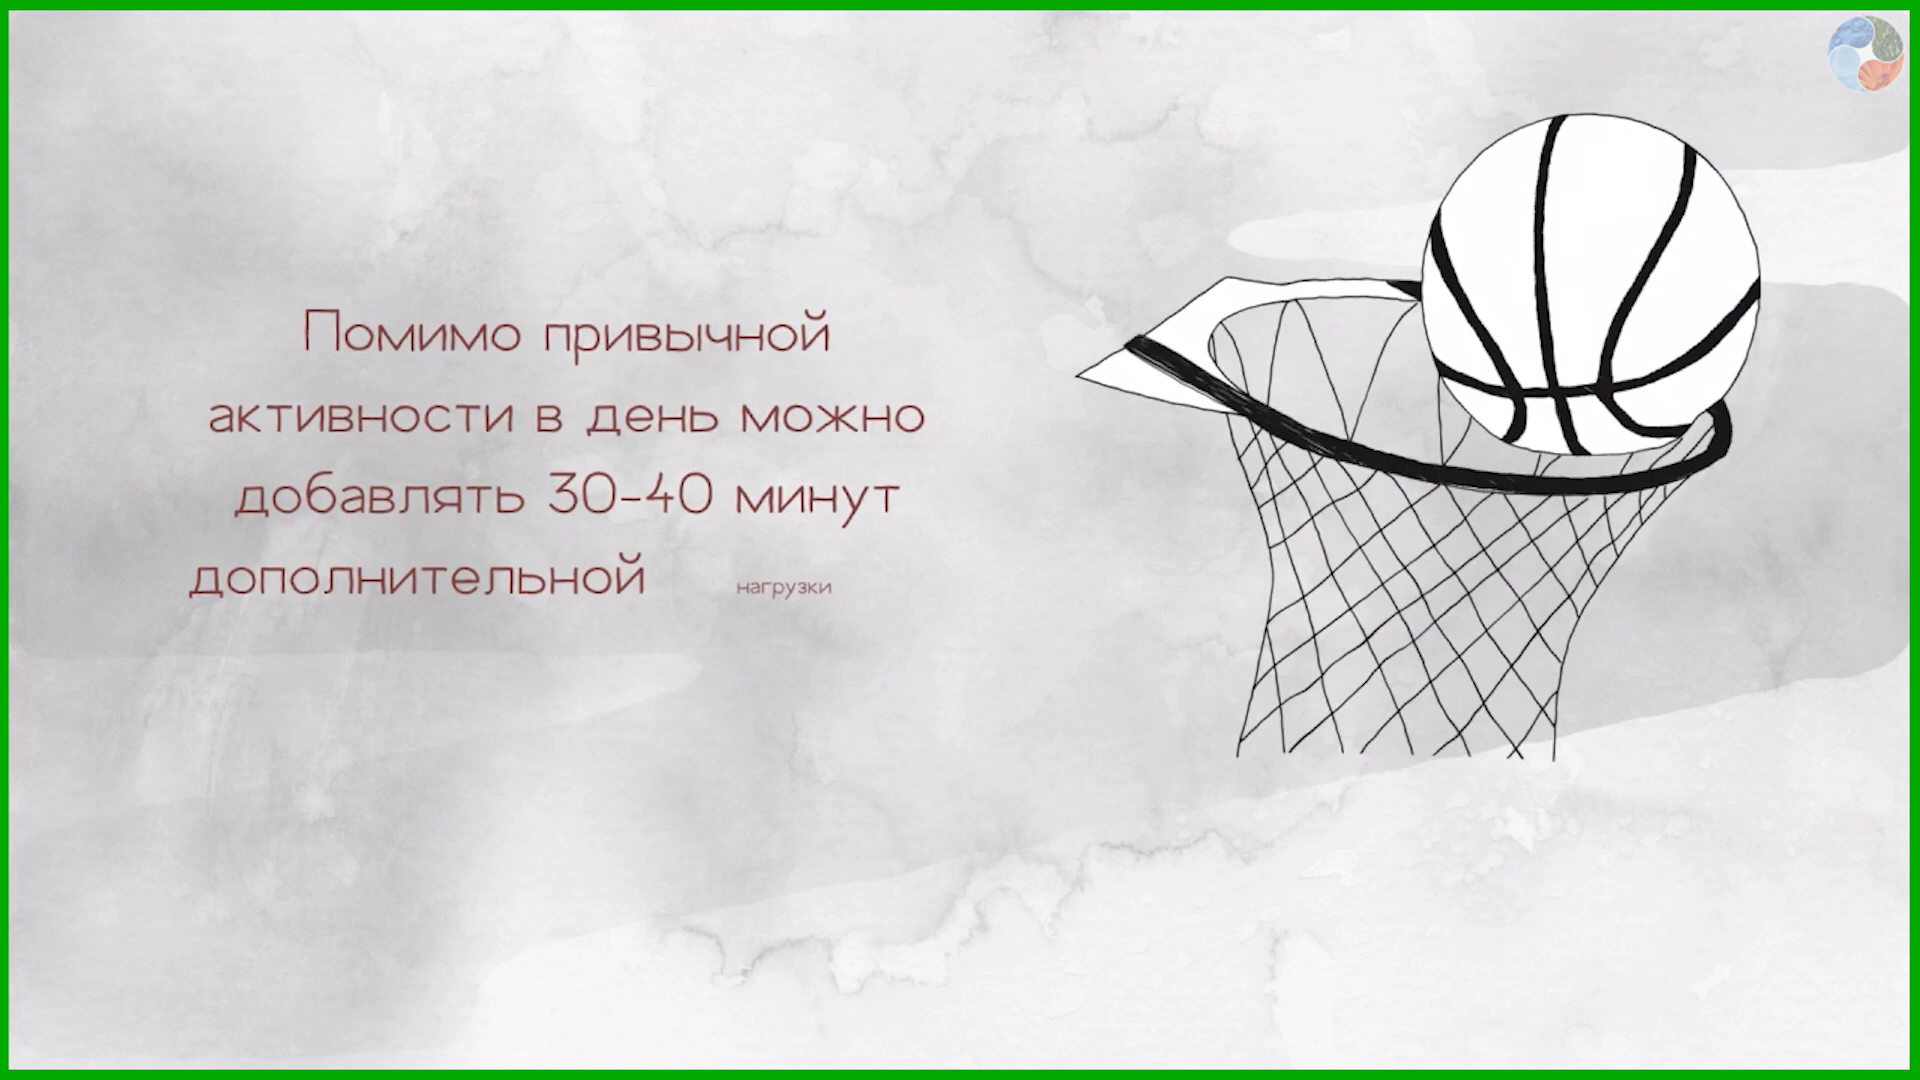 Помимо привычной
активности в день можно
добавлять 30-40 минут
дополнительной нагрузки